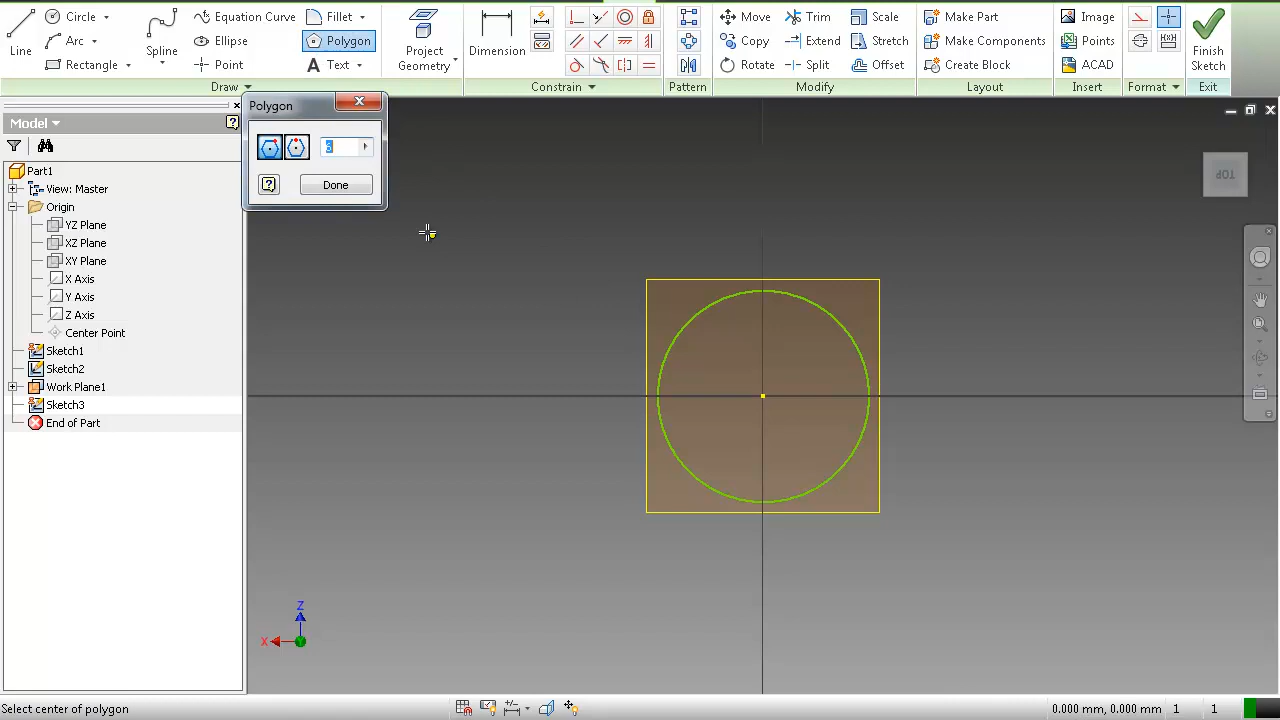 Circle Equation Curve Fillet Move Trim Scale Make Part Image
Line Arc Spline Ellipse Polygon Project Geometry Dimension Copy Extend Stretch Make Components Points Finish Sketch
Rectangle Point Text Rotate Split Offset Create Block ACAD
Draw Constrain Pattern Modify Layout Insert Format Exit
Polygon
Model
6
Done
Part1
View: Master
Origin
YZ Plane
XZ Plane
XY Plane
X Axis
Y Axis
Z Axis
Center Point
Sketch1
Sketch2
Work Plane1
Sketch3
End of Part
TOP
Z
X
Select center of polygon
0.000 mm, 0.000 mm 1 1